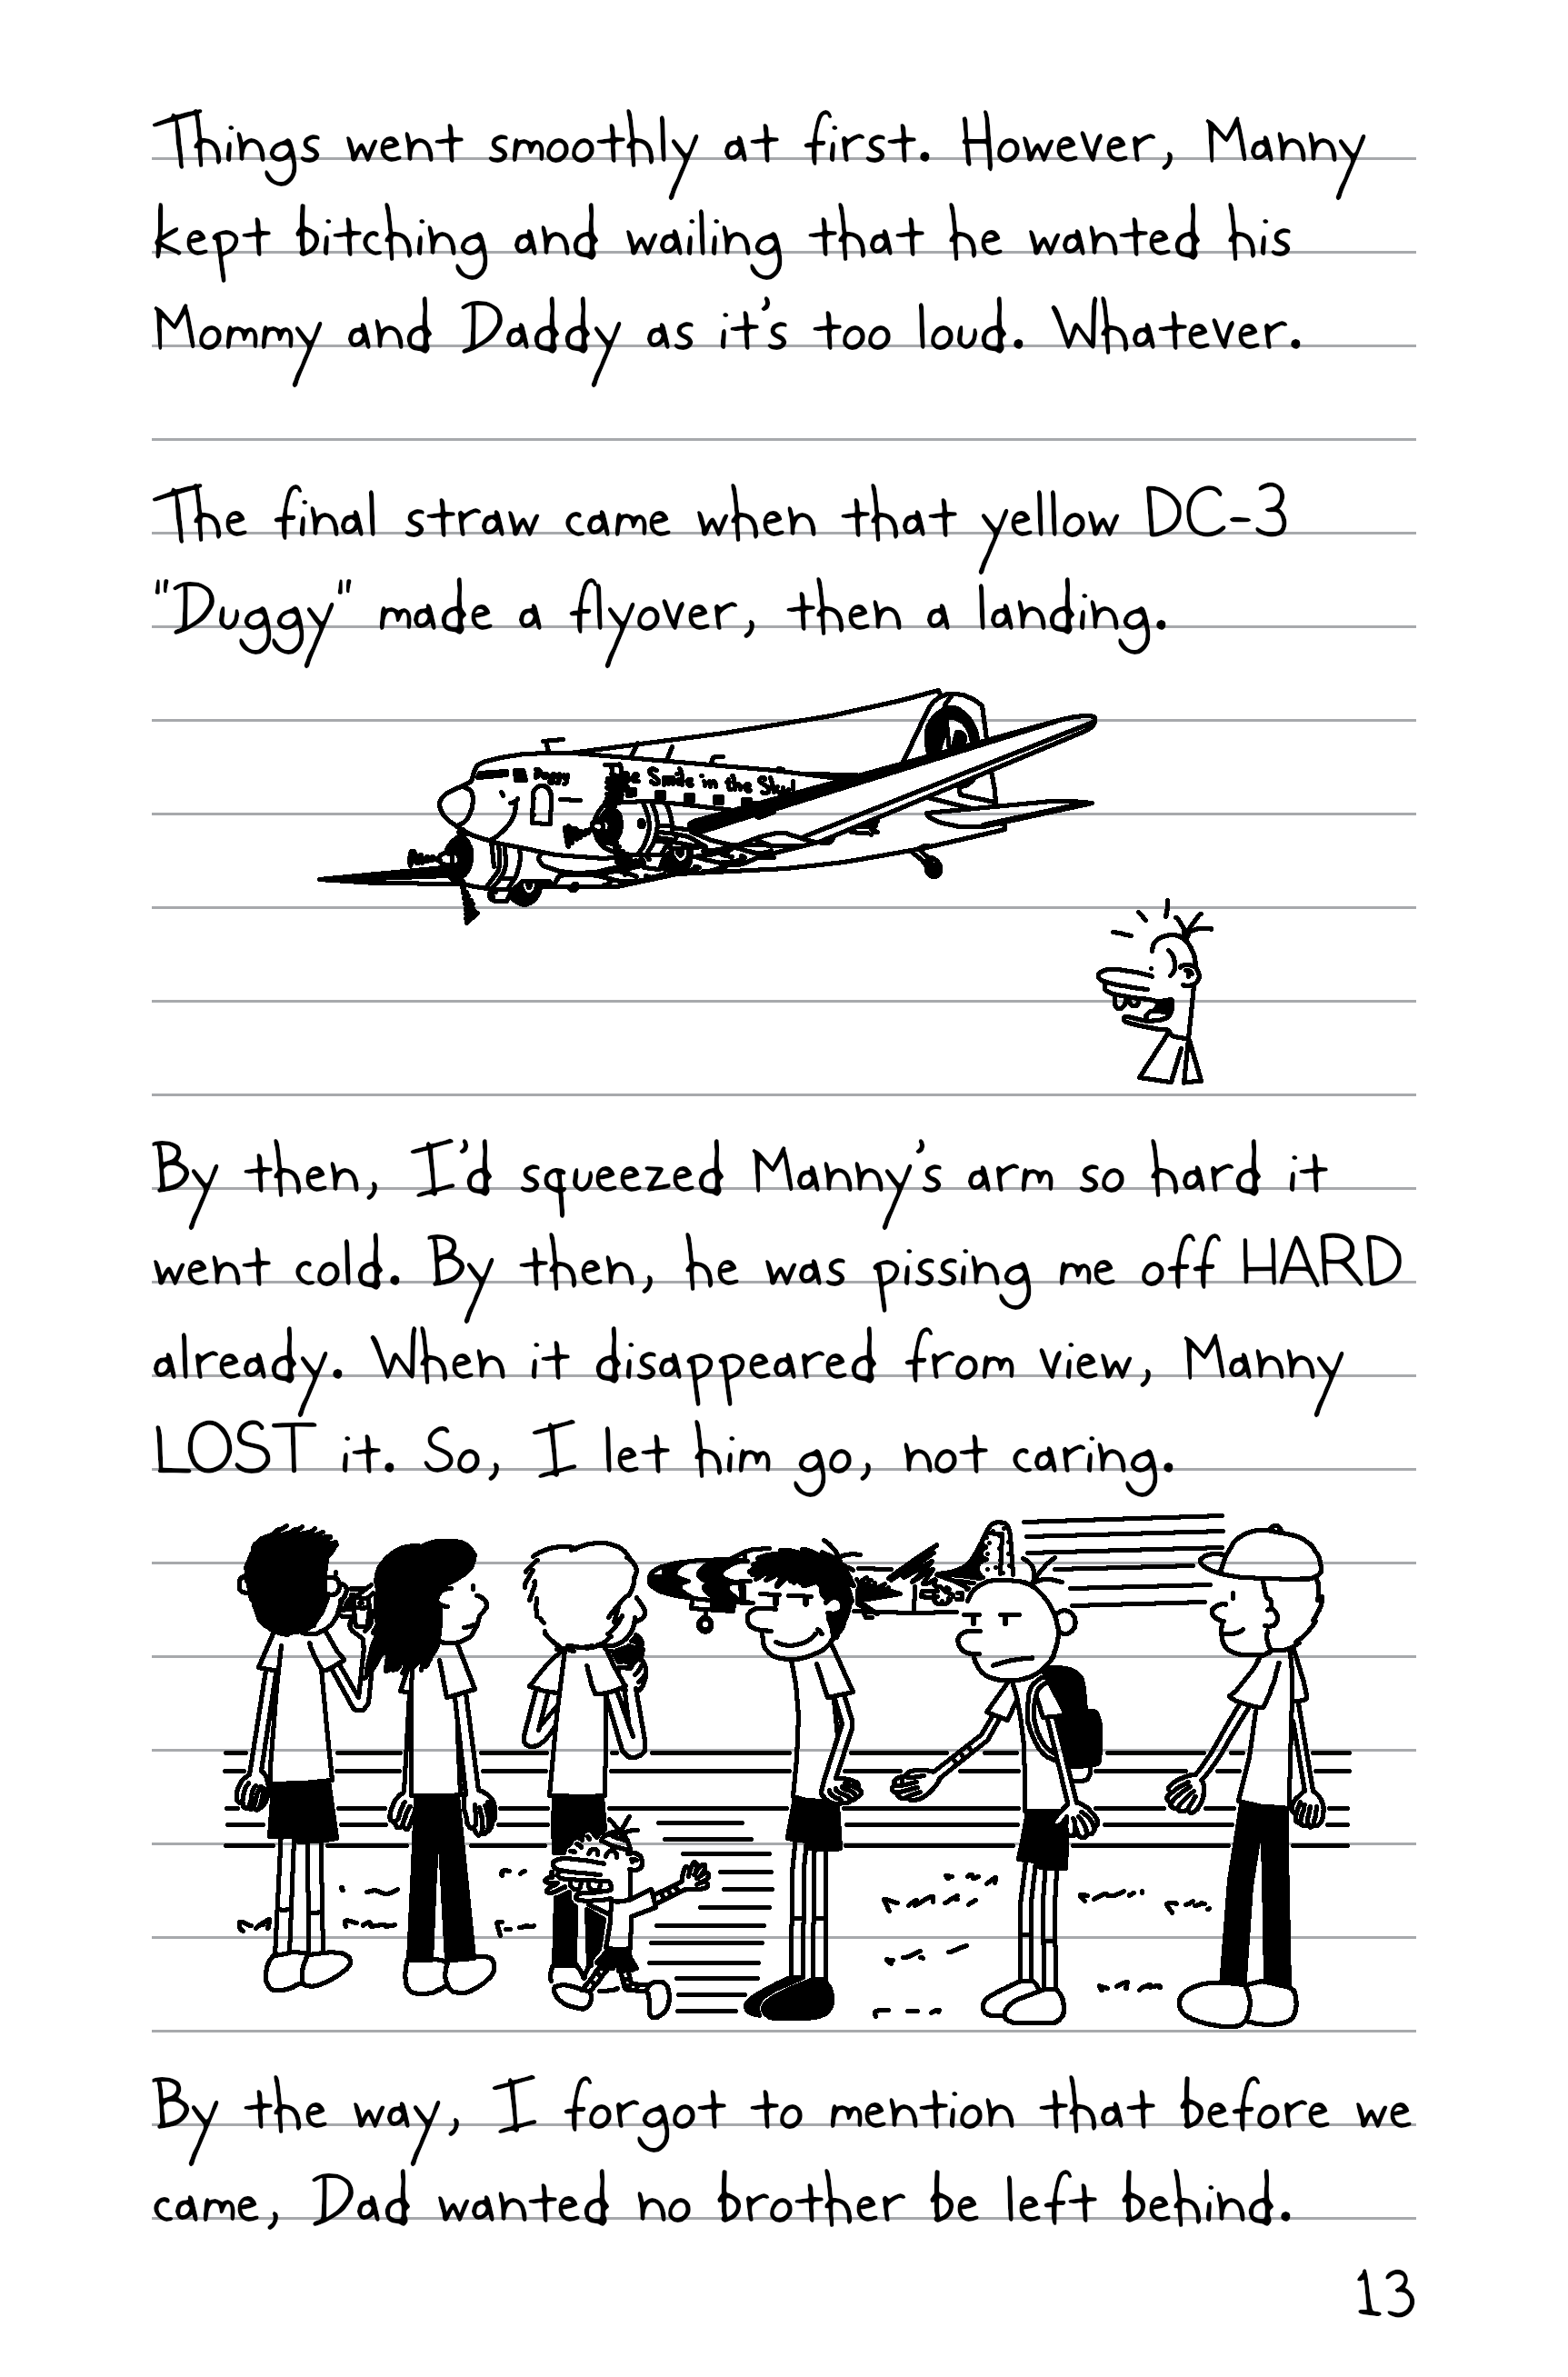 Things went smoothly at first. However, Manny
kept bitching and wailing that he wanted his
Mommy and Daddy as it's too loud. Whatever.
The final straw came when that yellow DC-3
"Duggy" made a flyover, then a landing.
Duggy
The Smile in the Sky!
By then, I'd squeezed Manny's arm so hard it
went cold. By then, he was pissing me off HARD
already. When it disappeared from view, Manny
LOST it. So, I let him go, not caring.
By the way, I forgot to mention that before we
came, Dad wanted no brother be left behind.
13